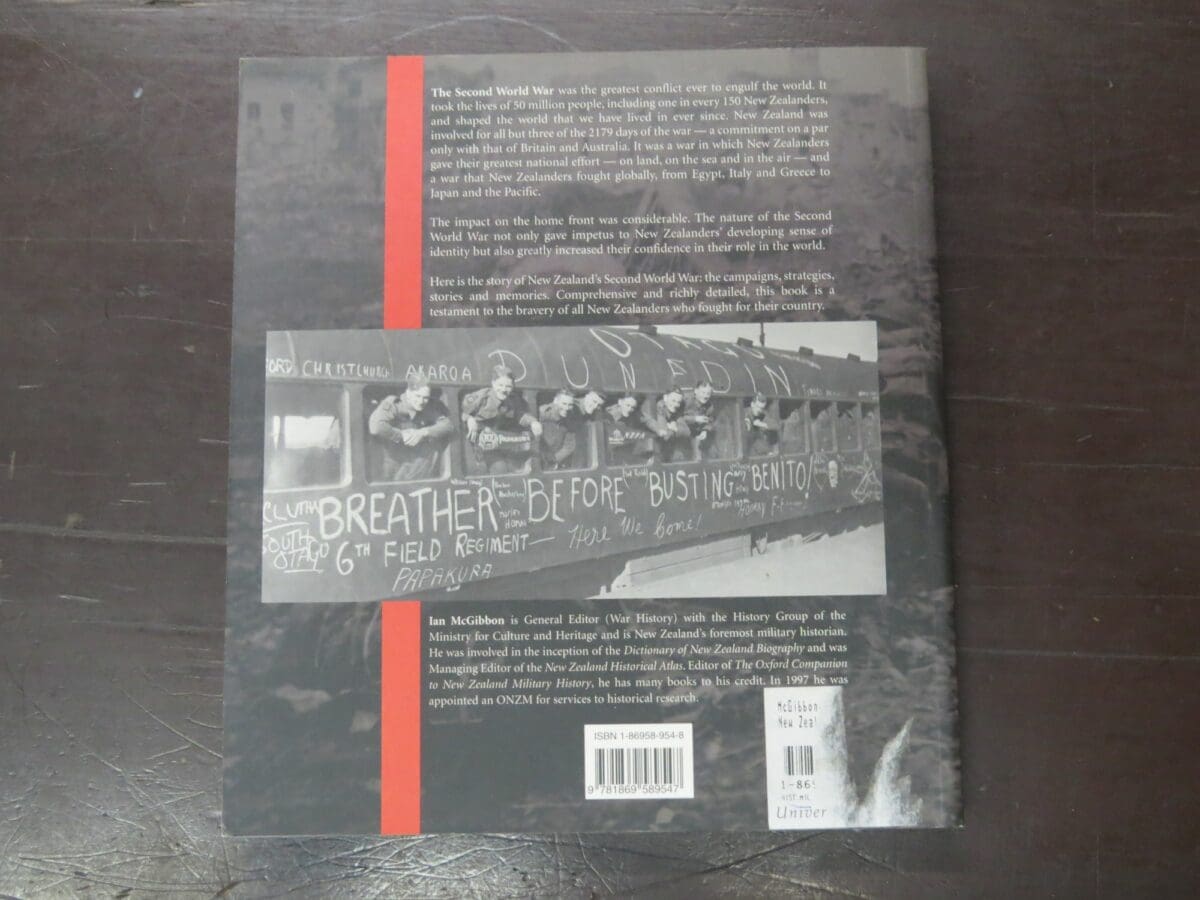 The Second World War was the greatest conflict ever to engulf the world. It
took the lives of 50 million people, including one in every 150 New Zealanders,
and shaped the world that we have lived in ever since. New Zealand was
involved for all but three of the 2179 days of the war — a commitment on a par
only with that of Britain and Australia. It was a war in which New Zealanders
gave their greatest national effort — on land, on the sea and in the air — and
a war that New Zealanders fought globally, from Egypt, Italy and Greece to
Japan and the Pacific.
The impact on the home front was considerable. The nature of the Second
World War not only gave impetus to New Zealanders' developing sense of
identity but also greatly increased their confidence in their role in the world.
Here is the story of New Zealand's Second World War: the campaigns, strategies,
stories and memories. Comprehensive and richly detailed, this book is a
testament to the bravery of all New Zealanders who fought for their country.
OTAGO
ORD CHRISTCHURCH AKAROA DUNEDIN
PAPAKURA
CLUTHA BREATHER BEFORE BUSTING BENITO!
SOUTH OTAGO 6TH FIELD REGIMENT — Here We Come!
PAPAKURA
Ian McGibbon is General Editor (War History) with the History Group of the
Ministry for Culture and Heritage and is New Zealand's foremost military historian.
He was involved in the inception of the Dictionary of New Zealand Biography and was
Managing Editor of the New Zealand Historical Atlas. Editor of The Oxford Companion
to New Zealand Military History, he has many books to his credit. In 1997 he was
appointed an ONZM for services to historical research.
ISBN 1-86958-954-8
9 781869 589547
McGibbon
New Zeal
1-869
HIST MIL
Univer